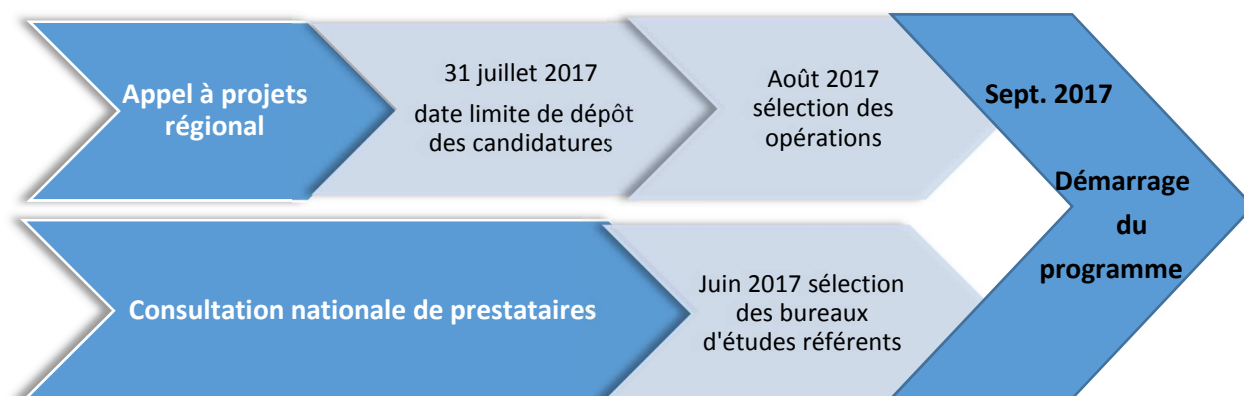 Appel à projets
régional
31 juillet 2017
date limite de dépôt
des candidatures
Août 2017
sélection des
opérations
Sept. 2017
Démarrage
du
programme
Consultation nationale de prestataires
Juin 2017 sélection
des bureaux
d'études référents